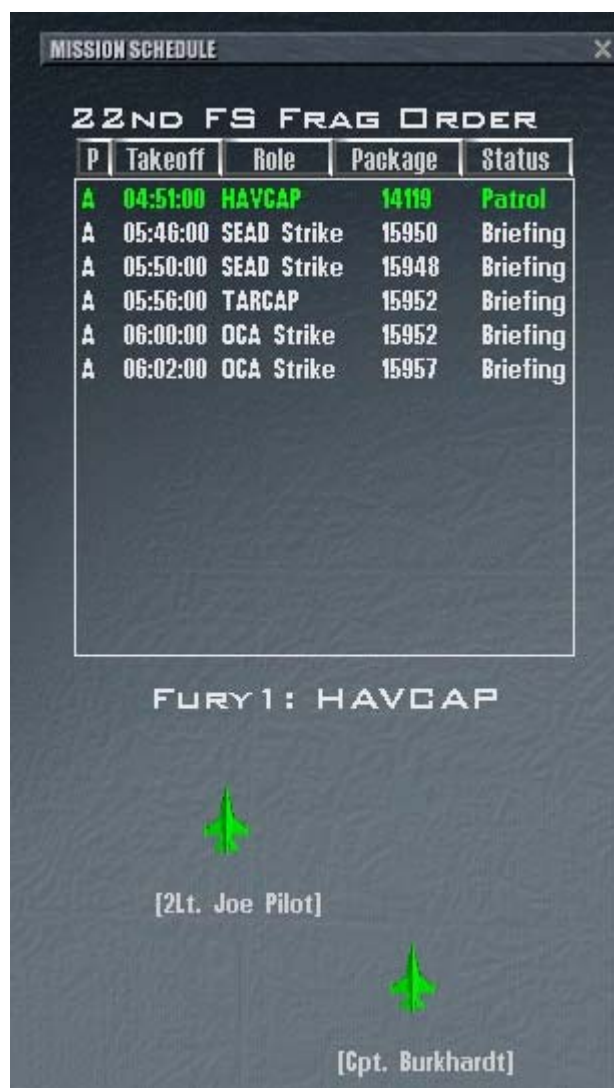 MISSION SCHEDULE X
22ND FS FRAG ORDER
P Takeoff Role Package Status
A 04:51:00 HAVCAP 14119 Patrol
A 05:46:00 SEAD Strike 15950 Briefing
A 05:50:00 SEAD Strike 15948 Briefing
A 05:56:00 TARCAP 15952 Briefing
A 06:00:00 OCA Strike 15952 Briefing
A 06:02:00 OCA Strike 15957 Briefing
FURY1: HAVCAP
[2Lt. Joe Pilot]
[Cpt. Burkhardt]